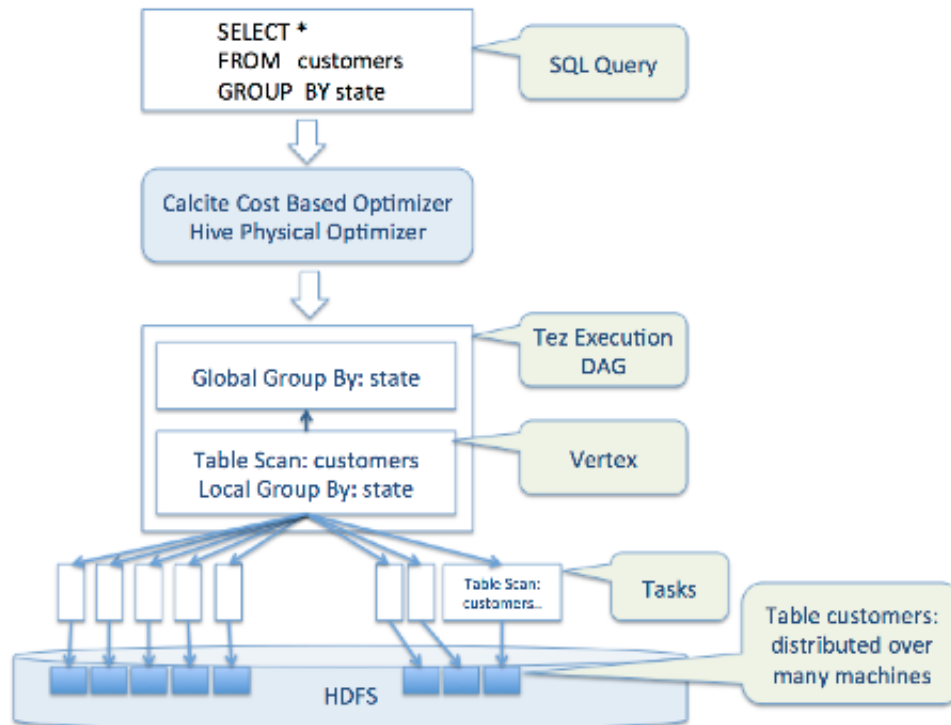 SELECT *
FROM customers
GROUP BY state
SQL Query
Calcite Cost Based Optimizer
Hive Physical Optimizer
Tez Execution
DAG
Global Group By: state
Table Scan: customers
Local Group By: state
Vertex
Table Scan:
customers...
Tasks
Table customers:
distributed over
many machines
HDFS